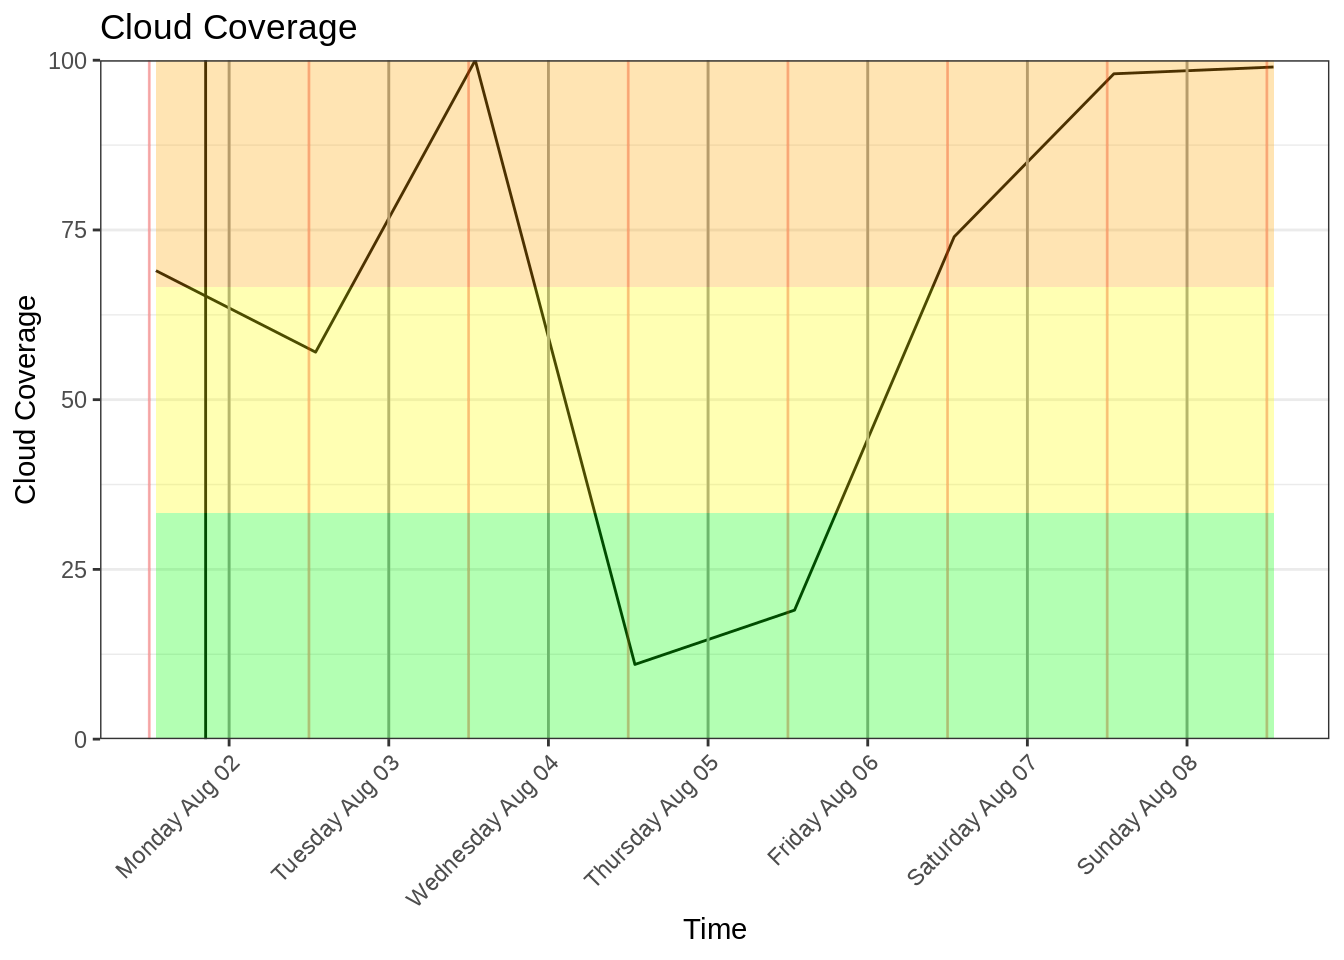 Cloud Coverage
100
75
50
25
0
Cloud Coverage
Monday Aug 02
Tuesday Aug 03
Wednesday Aug 04
Thursday Aug 05
Friday Aug 06
Saturday Aug 07
Sunday Aug 08
Time